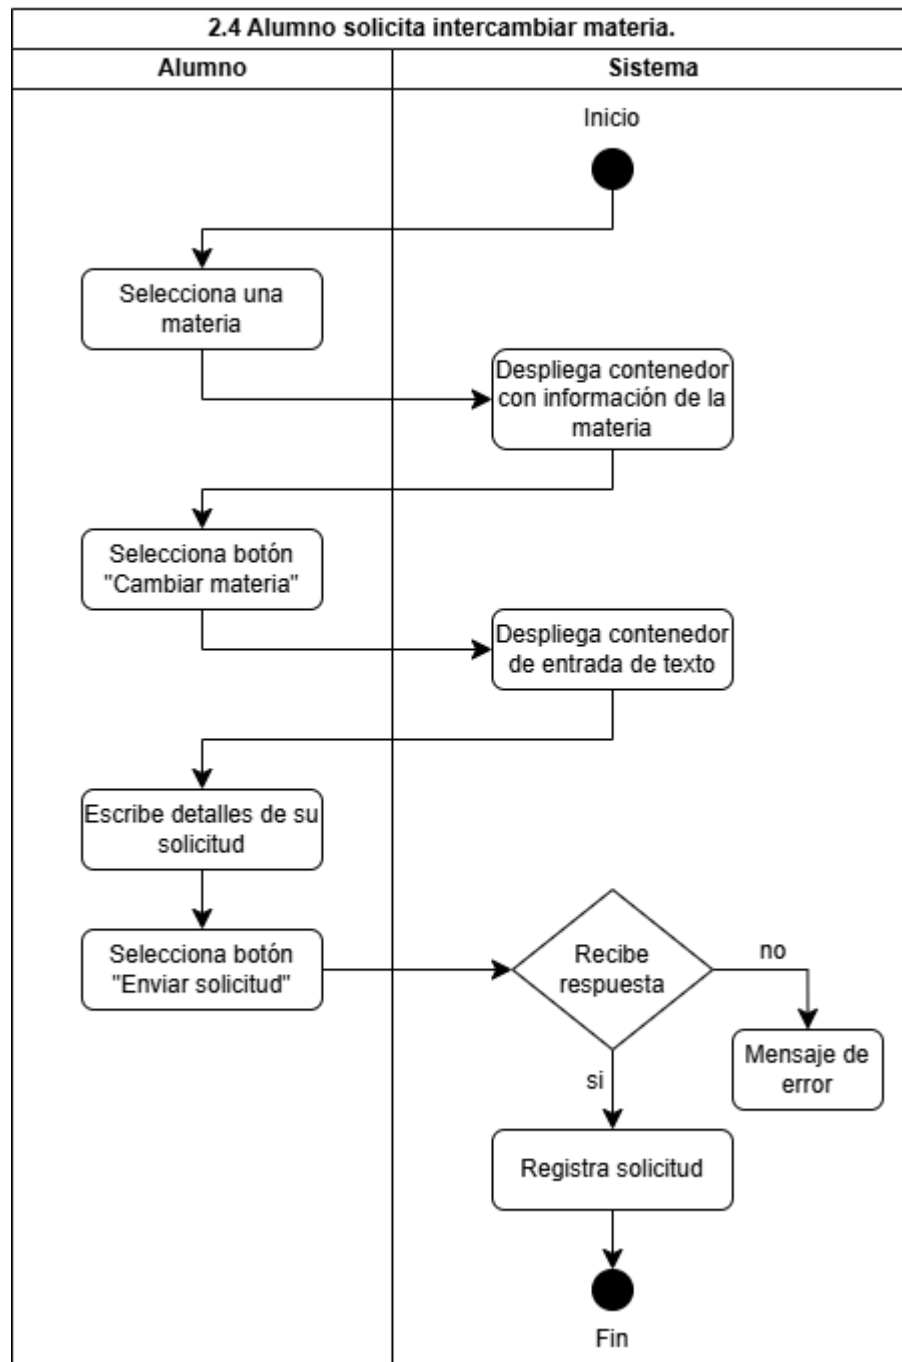 2.4 Alumno solicita intercambiar materia.
Alumno
Sistema
Inicio
Selecciona una
materia
Despliega contenedor
con información de la
materia
Selecciona botón
"Cambiar materia"
Despliega contenedor
de entrada de texto
Escribe detalles de su
solicitud
Selecciona botón
"Enviar solicitud"
Recibe
respuesta
no
Mensaje de
error
si
Registra solicitud
Fin